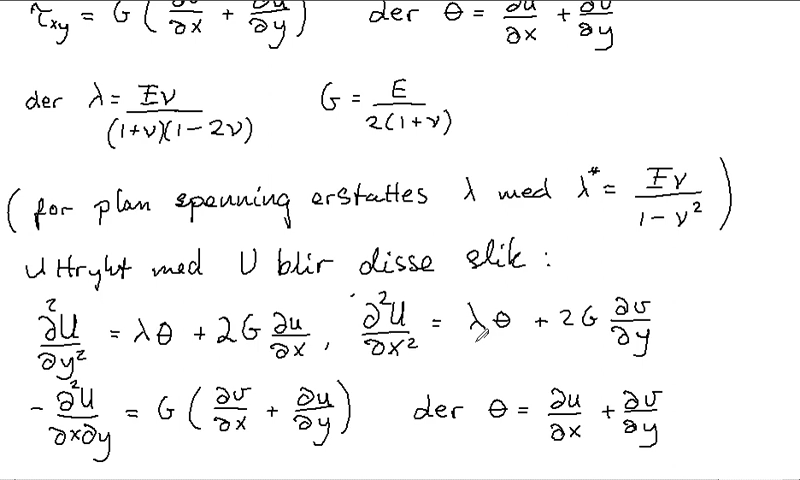 τxy = G ( ∂v/∂x + ∂u/∂y ) der θ = ∂u/∂x + ∂v/∂y
der λ = Eν/(1+ν)(1-2ν) G = E/2(1+ν)
( for plan spenning erstattes λ med λ* = Eν/1-ν² )
Uttrykt med U blir disse slik :
∂²U/∂y² = λθ + 2G ∂u/∂x , ∂²U/∂x² = λθ + 2G ∂v/∂y
- ∂²U/∂x∂y = G ( ∂v/∂x + ∂u/∂y ) der θ = ∂u/∂x + ∂v/∂y